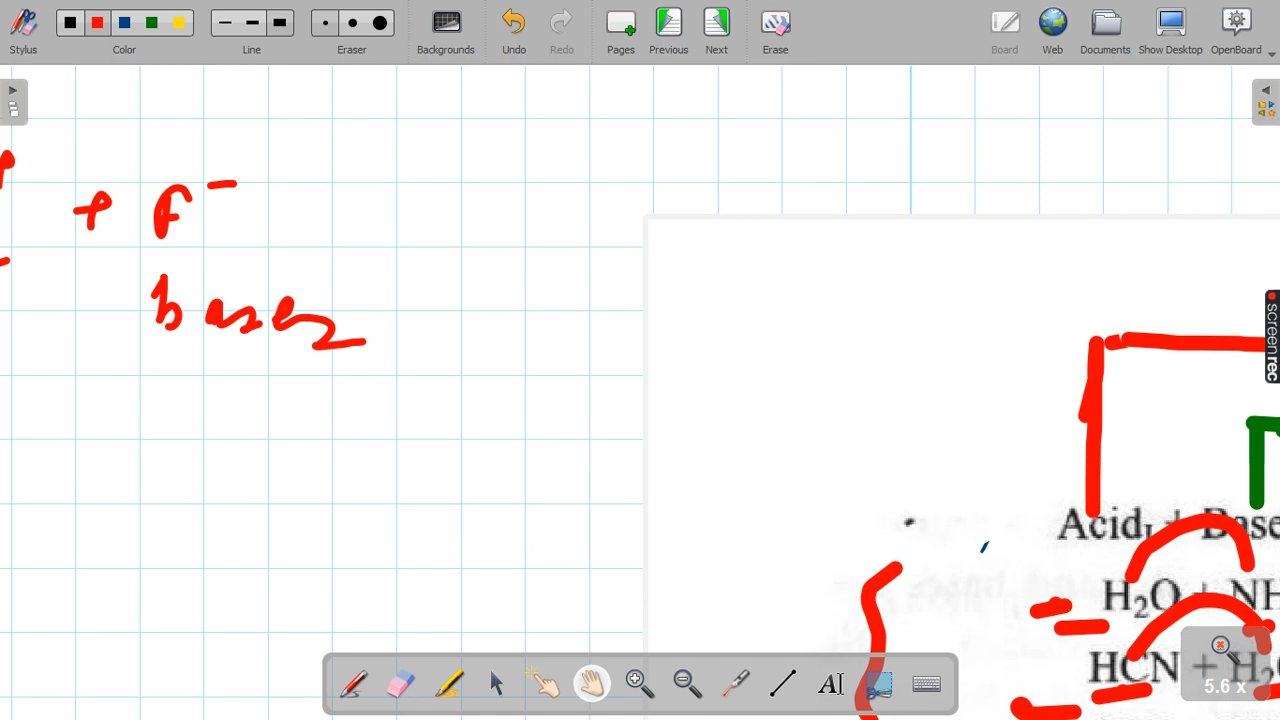 Stylus Color Line Eraser Backgrounds Undo Redo Pages Previous Next Erase Board Web Documents Show Desktop OpenBoard
+ F⁻
base₂
screenrec
Acid₁ + Base
H₂O + NH
HCN + H₂O
5.6 x